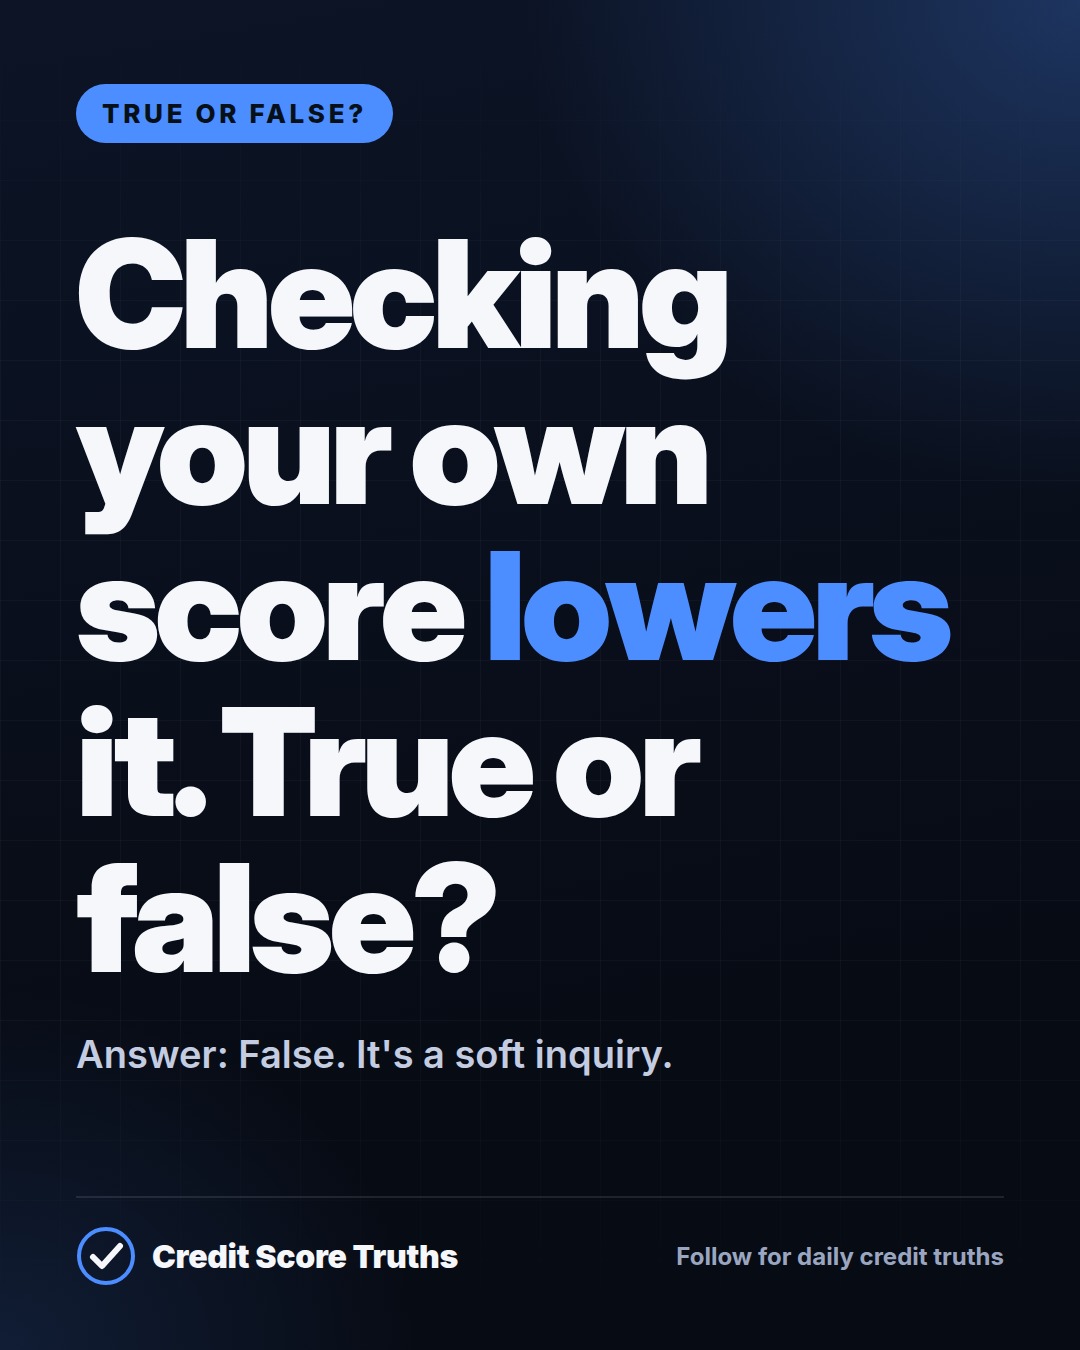 TRUE OR FALSE?
Checking
your own
score lowers
it. True or
false?
Answer: False. It's a soft inquiry.
Credit Score Truths
Follow for daily credit truths